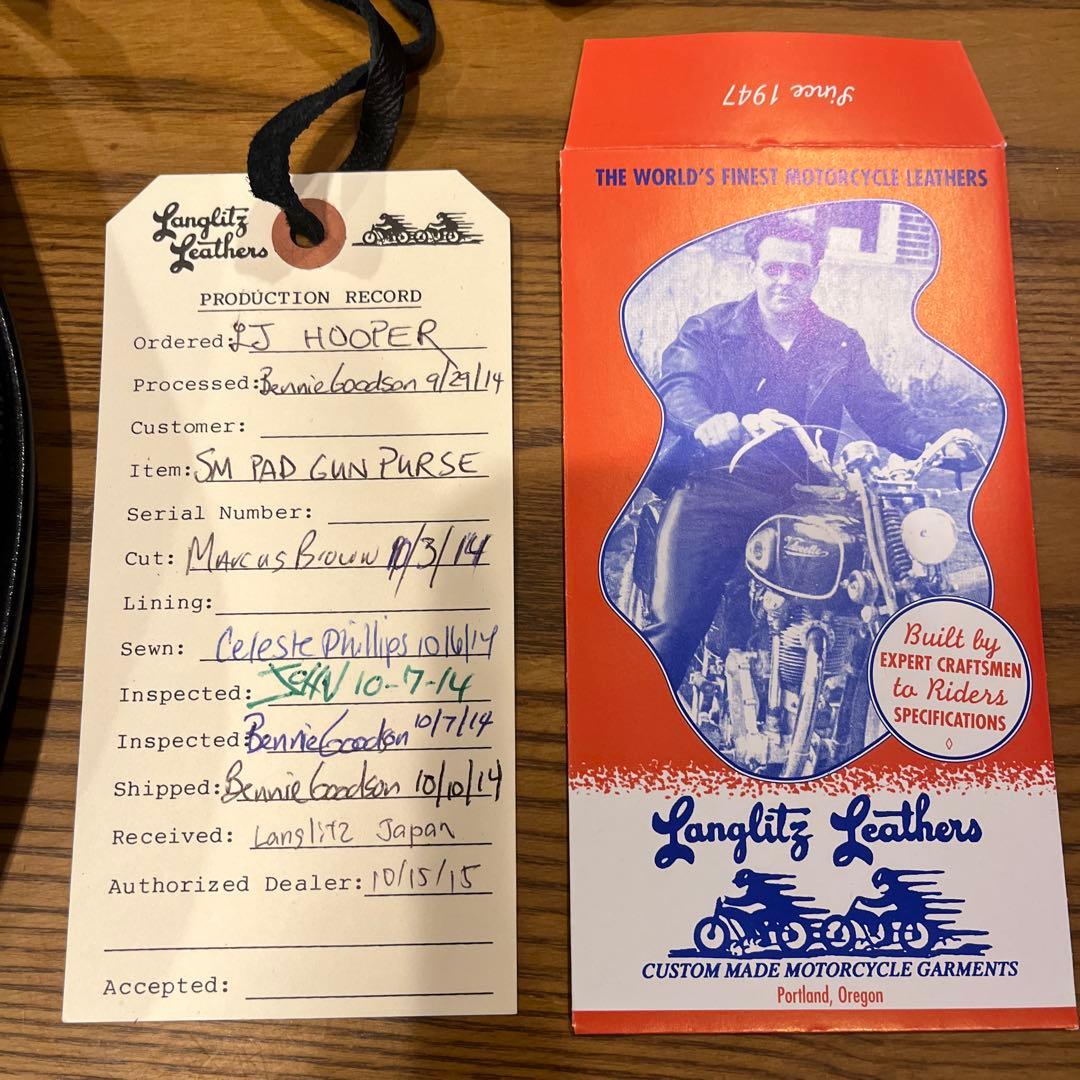 Langlitz
Leathers
PRODUCTION RECORD
Ordered: LJ HOOPER
Processed: Bennie Goodson 9/29/14
Customer:
Item: SM PAD GUN PURSE
Serial Number:
Cut: Marcus Brown 10/3/14
Lining:
Sewn: Celeste Phillips 10/6/14
Inspected: JOHN 10-7-14
Inspected: Bennie Goodson 10/7/14
Shipped: Bennie Goodson 10/10/14
Received: Langlitz Japan
Authorized Dealer: 10/15/15
Accepted:
Since 1947
THE WORLD'S FINEST MOTORCYCLE LEATHERS
Built by
EXPERT CRAFTSMEN
to Riders
SPECIFICATIONS
Langlitz Leathers
CUSTOM MADE MOTORCYCLE GARMENTS
Portland, Oregon